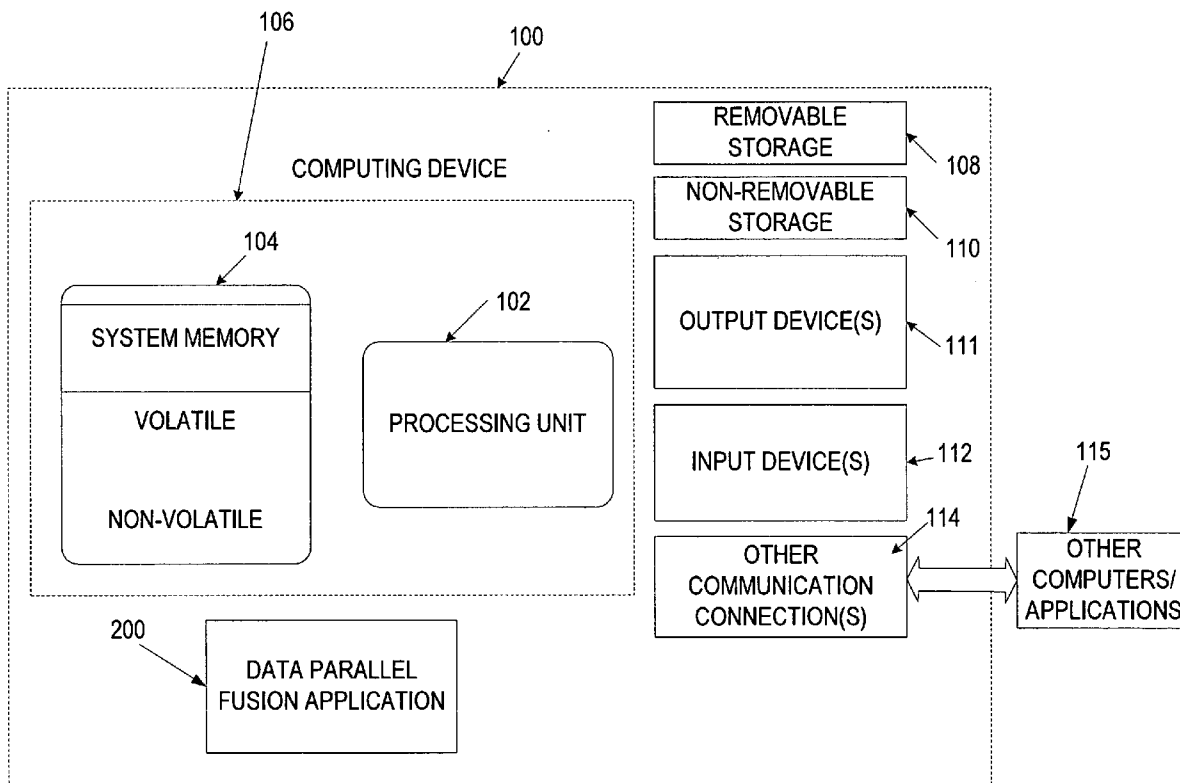 106
100
COMPUTING DEVICE
104
SYSTEM MEMORY
VOLATILE
NON-VOLATILE
102
PROCESSING UNIT
REMOVABLE
STORAGE
108
NON-REMOVABLE
STORAGE
110
OUTPUT DEVICE(S)
111
INPUT DEVICE(S)
112
114
OTHER
COMMUNICATION
CONNECTION(S)
115
OTHER
COMPUTERS/
APPLICATIONS
200
DATA PARALLEL
FUSION APPLICATION